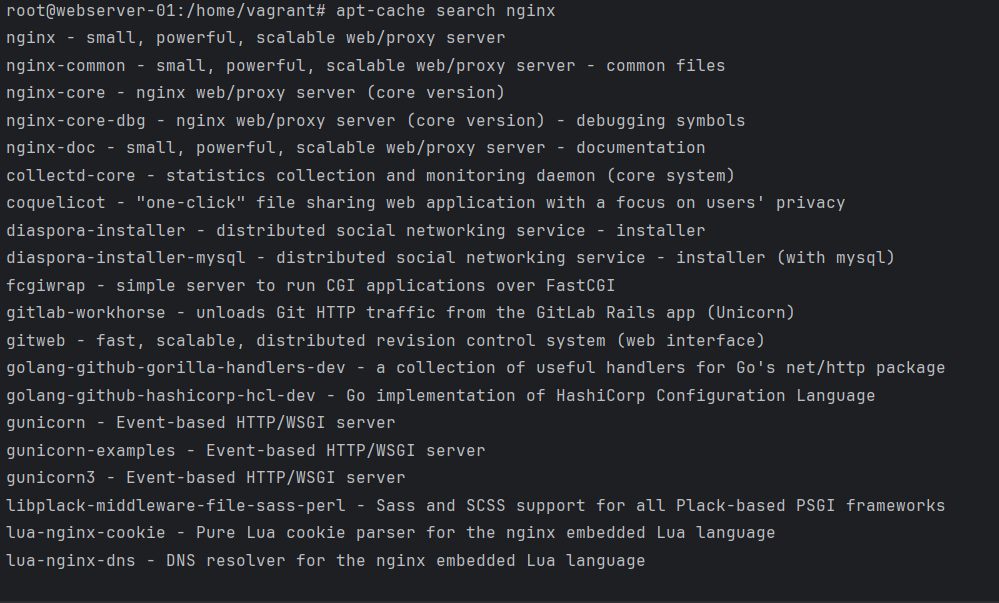 root@webserver-01:/home/vagrant# apt-cache search nginx
nginx - small, powerful, scalable web/proxy server
nginx-common - small, powerful, scalable web/proxy server - common files
nginx-core - nginx web/proxy server (core version)
nginx-core-dbg - nginx web/proxy server (core version) - debugging symbols
nginx-doc - small, powerful, scalable web/proxy server - documentation
collectd-core - statistics collection and monitoring daemon (core system)
coquelicot - "one-click" file sharing web application with a focus on users' privacy
diaspora-installer - distributed social networking service - installer
diaspora-installer-mysql - distributed social networking service - installer (with mysql)
fcgiwrap - simple server to run CGI applications over FastCGI
gitlab-workhorse - unloads Git HTTP traffic from the GitLab Rails app (Unicorn)
gitweb - fast, scalable, distributed revision control system (web interface)
golang-github-gorilla-handlers-dev - a collection of useful handlers for Go's net/http package
golang-github-hashicorp-hcl-dev - Go implementation of HashiCorp Configuration Language
gunicorn - Event-based HTTP/WSGI server
gunicorn-examples - Event-based HTTP/WSGI server
gunicorn3 - Event-based HTTP/WSGI server
libplack-middleware-file-sass-perl - Sass and SCSS support for all Plack-based PSGI frameworks
lua-nginx-cookie - Pure Lua cookie parser for the nginx embedded Lua language
lua-nginx-dns - DNS resolver for the nginx embedded Lua language